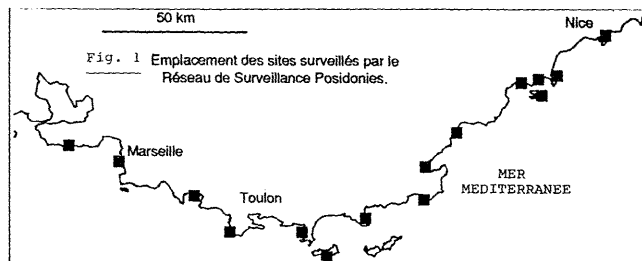 50 km
Nice
Fig. 1 Emplacement des sites surveillés par le
Réseau de Surveillance Posidonies.
Marseille
MER
MEDITERRANEE
Toulon